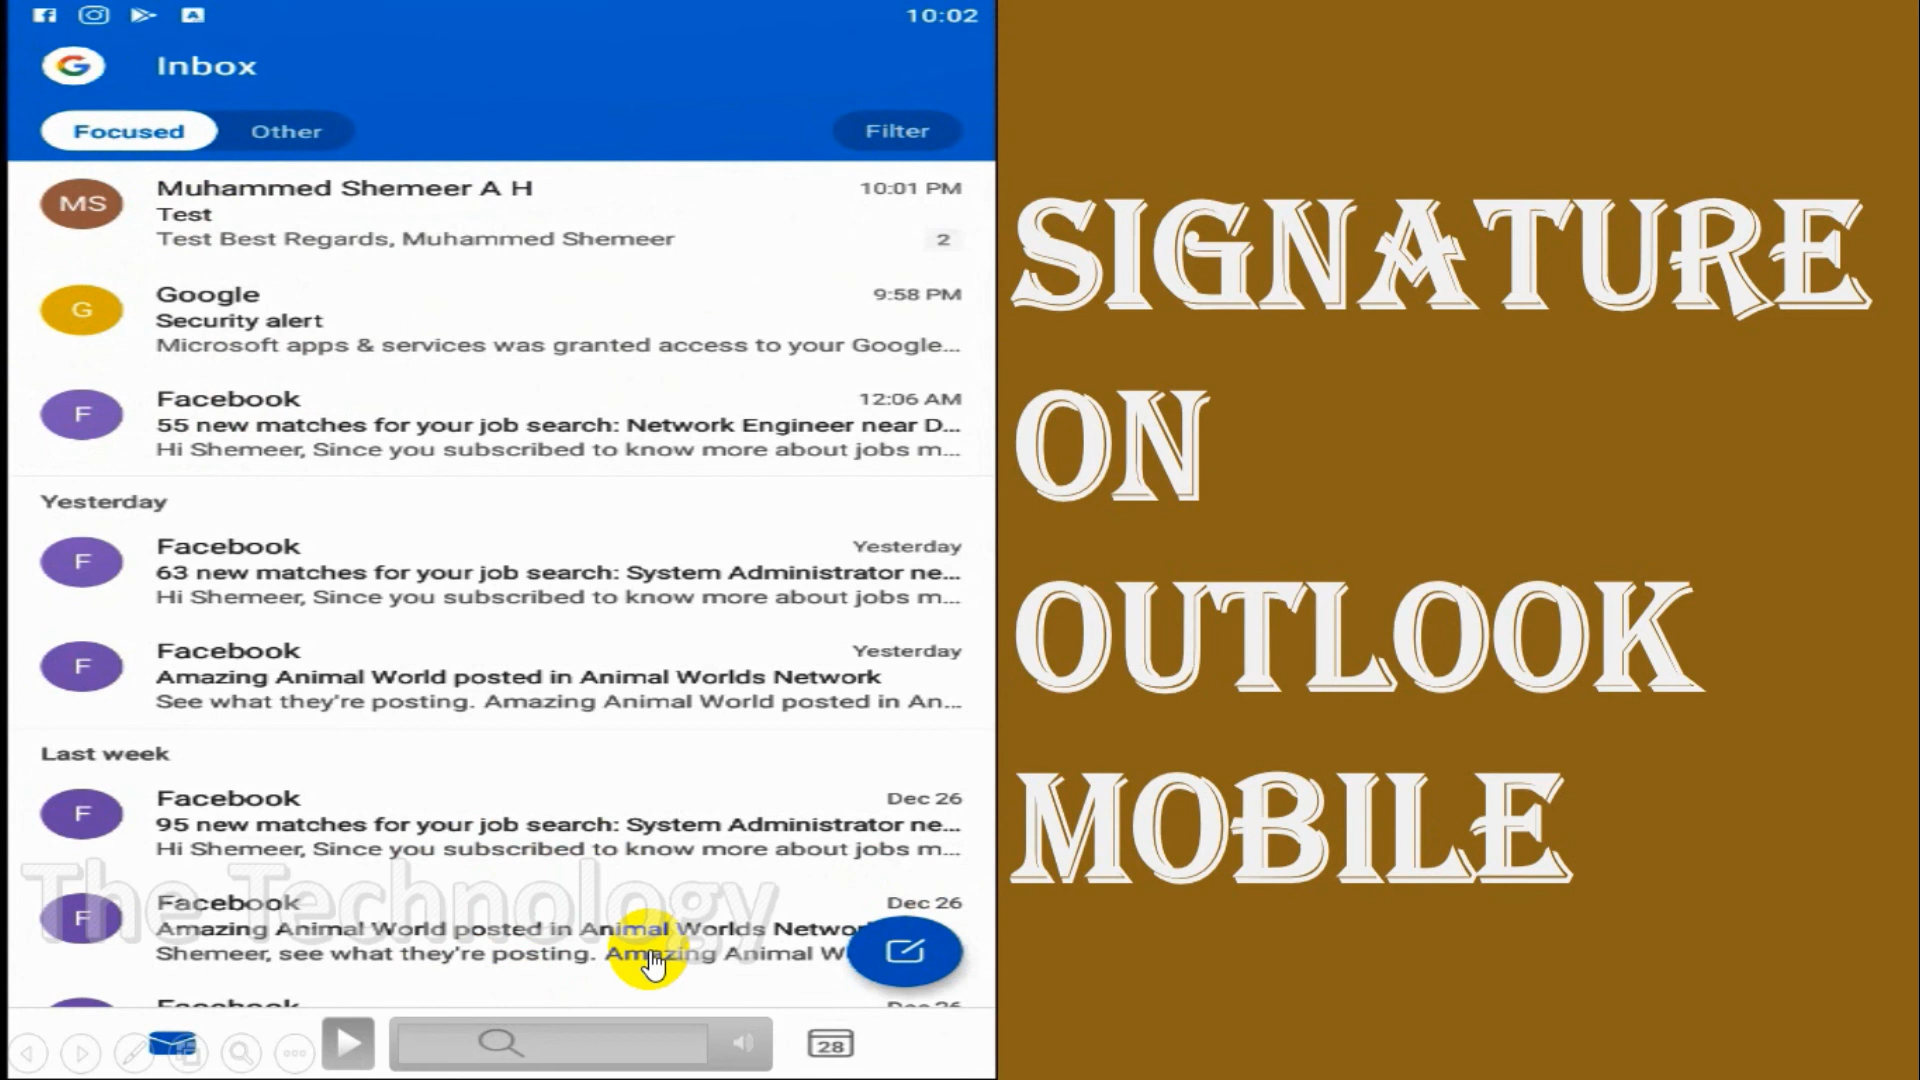 10:02
G Inbox
Focused Other Filter
MS Muhammed Shemeer A H 10:01 PM
Test
Test Best Regards, Muhammed Shemeer 2
G Google 9:58 PM
Security alert
Microsoft apps & services was granted access to your Google...
F Facebook 12:06 AM
55 new matches for your job search: Network Engineer near D...
Hi Shemeer, Since you subscribed to know more about jobs m...
Yesterday
F Facebook Yesterday
63 new matches for your job search: System Administrator ne...
Hi Shemeer, Since you subscribed to know more about jobs m...
F Facebook Yesterday
Amazing Animal World posted in Animal Worlds Network
See what they're posting. Amazing Animal World posted in An...
Last week
F Facebook Dec 26
95 new matches for your job search: System Administrator ne...
Hi Shemeer, Since you subscribed to know more about jobs m...
The Technology
F Facebook Dec 26
Amazing Animal World posted in Animal Worlds Networ
Shemeer, see what they're posting. Amazing Animal W
Facebook Dec 26
28
SIGNATURE
ON
OUTLOOK
MOBILE